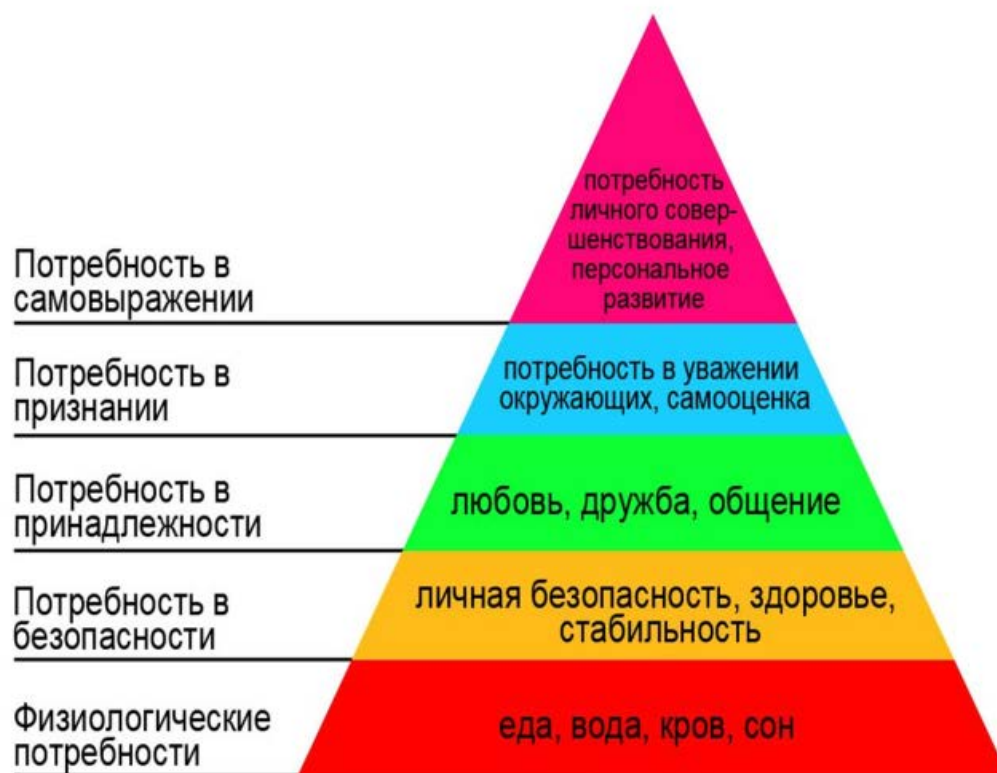 потребность
личного совер-
шенствования,
персональное
развитие
Потребность в
самовыражении
потребность в уважении
окружающих, самооценка
Потребность в
признании
любовь, дружба, общение
Потребность в
принадлежности
личная безопасность, здоровье,
стабильность
Потребность в
безопасности
еда, вода, кров, сон
Физиологические
потребности